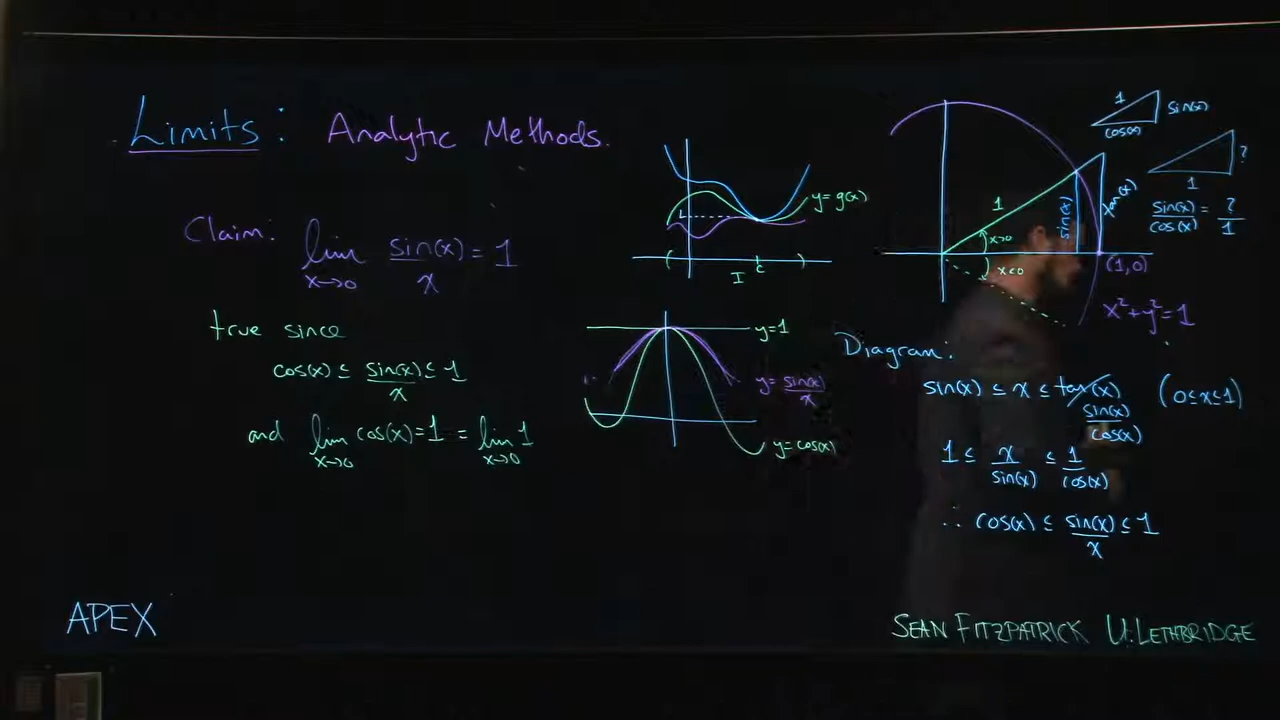 Limits: Analytic Methods.
Claim: lim x→0 sin(x)/x = 1
true since
cos(x) ≤ sin(x)/x ≤ 1
and lim x→0 cos(x) = 1 = lim x→0 1
L
y=g(x)
I
c
y=1
y=sin(x)/x
y=cos(x)
1
sin(x)
cos(x)
?
1
sin(x)/cos(x) = ?/1
1
sin(x)
tan(x)
x>0
x<0
(1,0)
x²+y²=1
Diagram:
sin(x) ≤ x ≤ tan(x) (0≤x≤1)
sin(x)/cos(x)
1 ≤ x/sin(x) ≤ 1/cos(x)
∴ cos(x) ≤ sin(x)/x ≤ 1
APEX
SEAN FITZPATRICK U. LETHBRIDGE